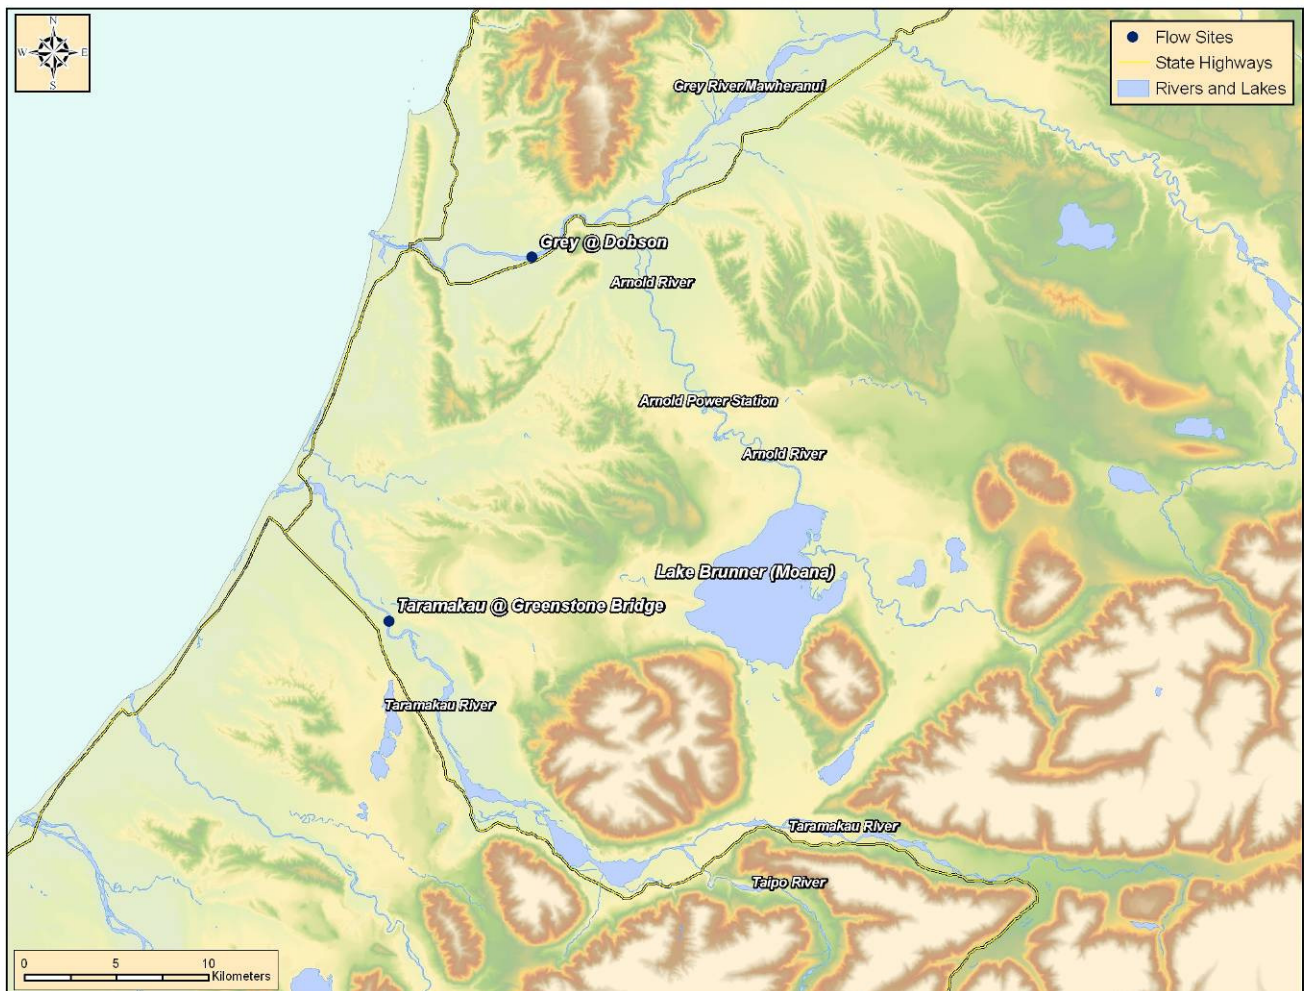 N
W E
S
Flow Sites
State Highways
Rivers and Lakes
Grey River/Mawheranui
Grey @ Dobson
Arnold River
Arnold Power Station
Arnold River
Lake Brunner (Moana)
Taramakau @ Greenstone Bridge
Taramakau River
Taramakau River
Taipo River
0 5 10
Kilometers